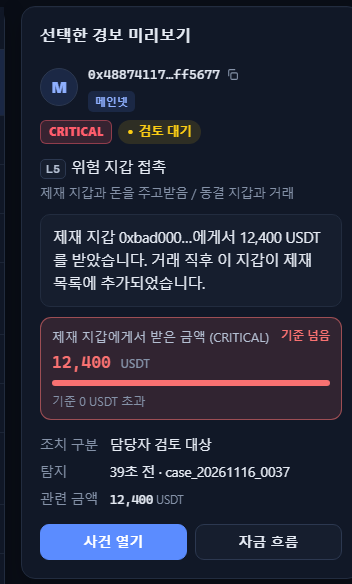 선택한 경보 미리보기
M
0x48874117…ff5677
메인넷
CRITICAL
• 검토 대기
L5 위험 지갑 접촉
제재 지갑과 돈을 주고받음 / 동결 지갑과 거래
제재 지갑 0xbad000…에게서 12,400 USDT
를 받았습니다. 거래 직후 이 지갑이 제재
목록에 추가되었습니다.
제재 지갑에게서 받은 금액 (CRITICAL) 기준 넘음
12,400 USDT
기준 0 USDT 초과
조치 구분 담당자 검토 대상
탐지 39초 전 · case_20261116_0037
관련 금액 12,400 USDT
사건 열기
자금 흐름